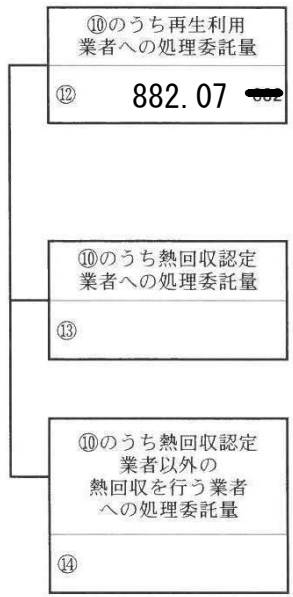 ⑩のうち再生利用
業者への処理委託量
⑫ 882.07
⑩のうち熱回収認定
業者への処理委託量
⑬
⑩のうち熱回収認定
業者以外の
熱回収を行う業者
への処理委託量
⑭